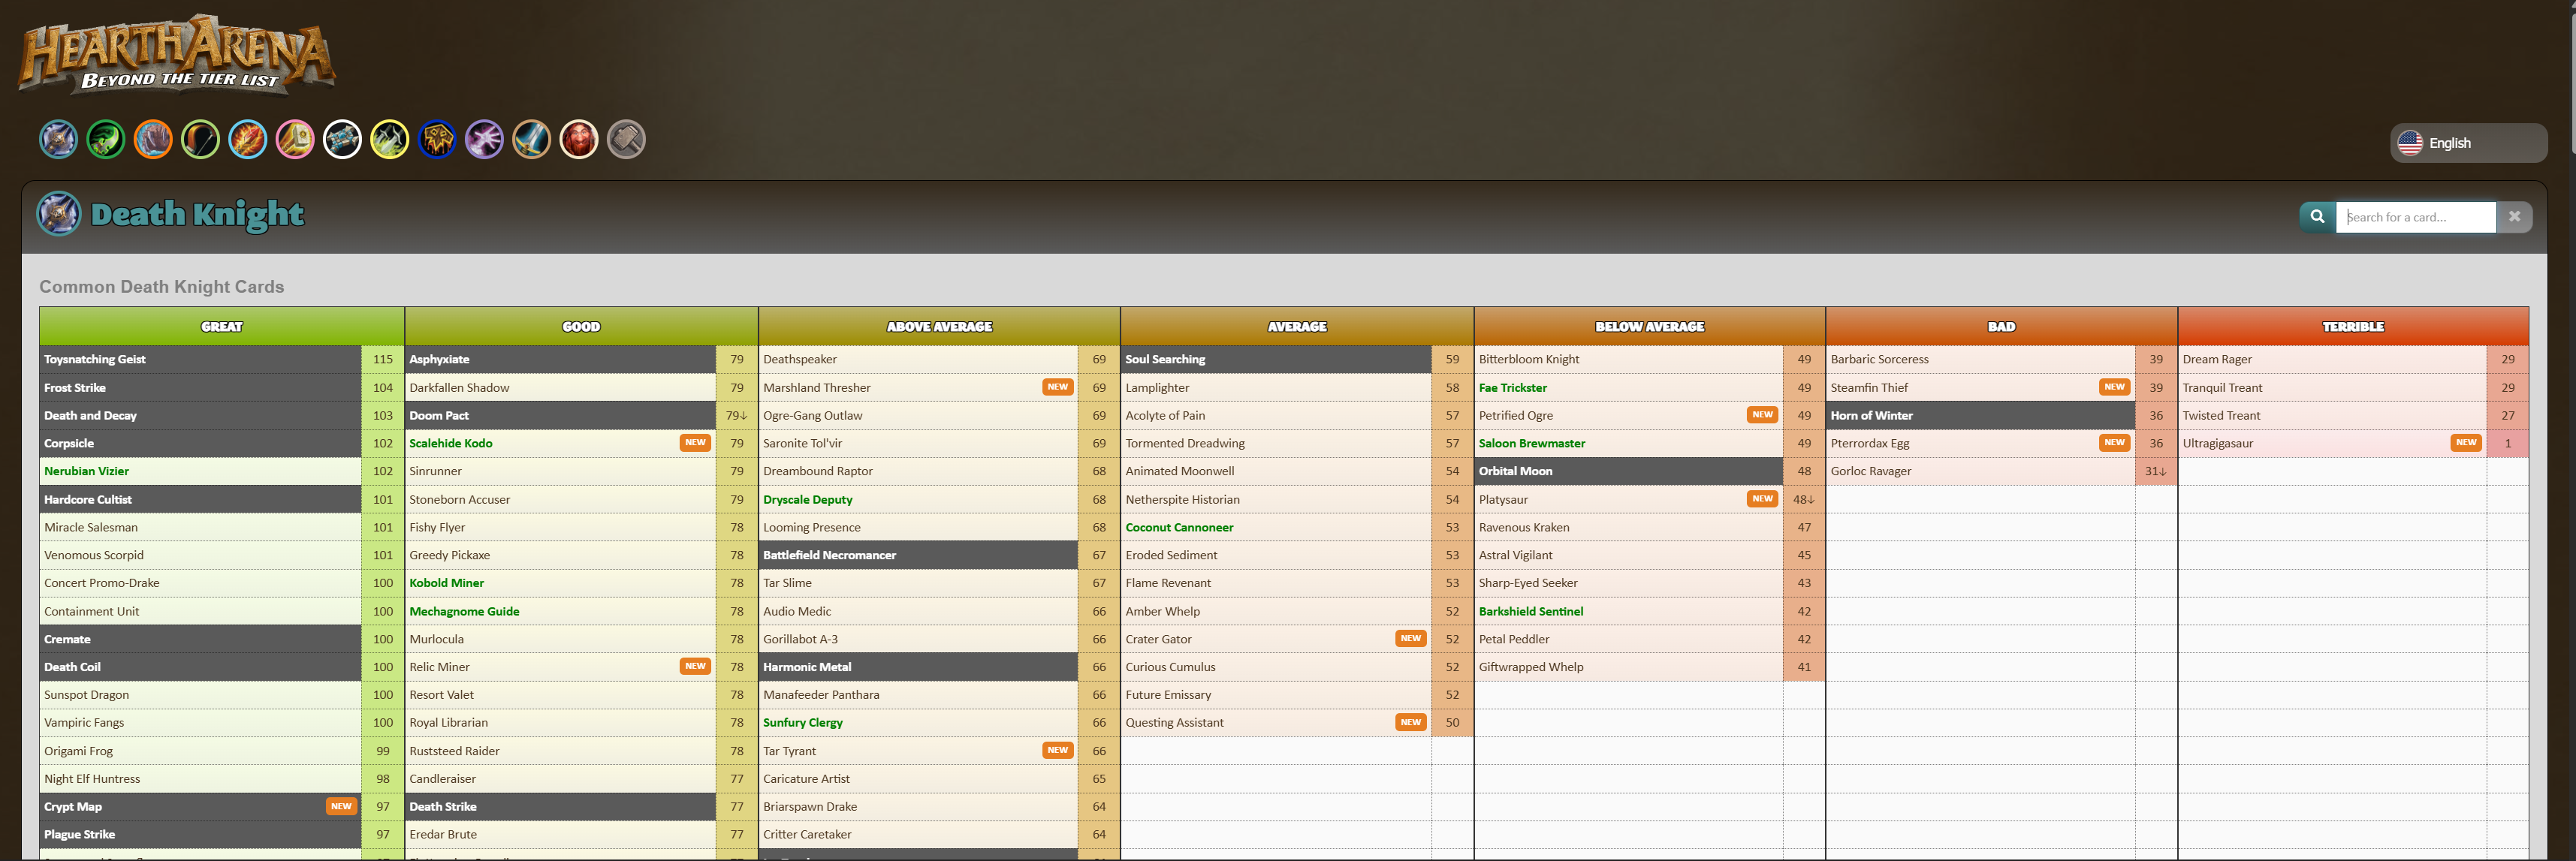 HEARTHARENA
BEYOND THE TIER LIST
English
Death Knight
Search for a card...
Common Death Knight Cards
GREAT GOOD ABOVE AVERAGE AVERAGE BELOW AVERAGE BAD TERRIBLE
Toysnatching Geist 115 Asphyxiate 79 Deathspeaker 69 Soul Searching 59 Bitterbloom Knight 49 Barbaric Sorceress 39 Dream Rager 29
Frost Strike 104 Darkfallen Shadow 79 Marshland Thresher NEW 69 Lamplighter 58 Fae Trickster 49 Steamfin Thief NEW 39 Tranquil Treant 29
Death and Decay 103 Doom Pact 79↓ Ogre-Gang Outlaw 69 Acolyte of Pain 57 Petrified Ogre NEW 49 Horn of Winter 36 Twisted Treant 27
Corpsicle 102 Scalehide Kodo NEW 79 Saronite Tol'vir 69 Tormented Dreadwing 57 Saloon Brewmaster 49 Pterrordax Egg NEW 36 Ultragigasaur NEW 1
Nerubian Vizier 102 Sinrunner 79 Dreambound Raptor 68 Animated Moonwell 54 Orbital Moon 48 Gorloc Ravager 31↓
Hardcore Cultist 101 Stoneborn Accuser 79 Dryscale Deputy 68 Netherspite Historian 54 Platysaur NEW 48↓
Miracle Salesman 101 Fishy Flyer 78 Looming Presence 68 Coconut Cannoneer 53 Ravenous Kraken 47
Venomous Scorpid 101 Greedy Pickaxe 78 Battlefield Necromancer 67 Eroded Sediment 53 Astral Vigilant 45
Concert Promo-Drake 100 Kobold Miner 78 Tar Slime 67 Flame Revenant 53 Sharp-Eyed Seeker 43
Containment Unit 100 Mechagnome Guide 78 Audio Medic 66 Amber Whelp 52 Barkshield Sentinel 42
Cremate 100 Murlocula 78 Gorillabot A-3 66 Crater Gator NEW 52 Petal Peddler 42
Death Coil 100 Relic Miner NEW 78 Harmonic Metal 66 Curious Cumulus 52 Giftwrapped Whelp 41
Sunspot Dragon 100 Resort Valet 78 Manafeeder Panthara 66 Future Emissary 52
Vampiric Fangs 100 Royal Librarian 78 Sunfury Clergy 66 Questing Assistant NEW 50
Origami Frog 99 Ruststeed Raider 78 Tar Tyrant NEW 66
Night Elf Huntress 98 Candleraiser 77 Caricature Artist 65
Crypt Map NEW 97 Death Strike 77 Briarspawn Drake 64
Plague Strike 97 Eredar Brute 77 Critter Caretaker 64